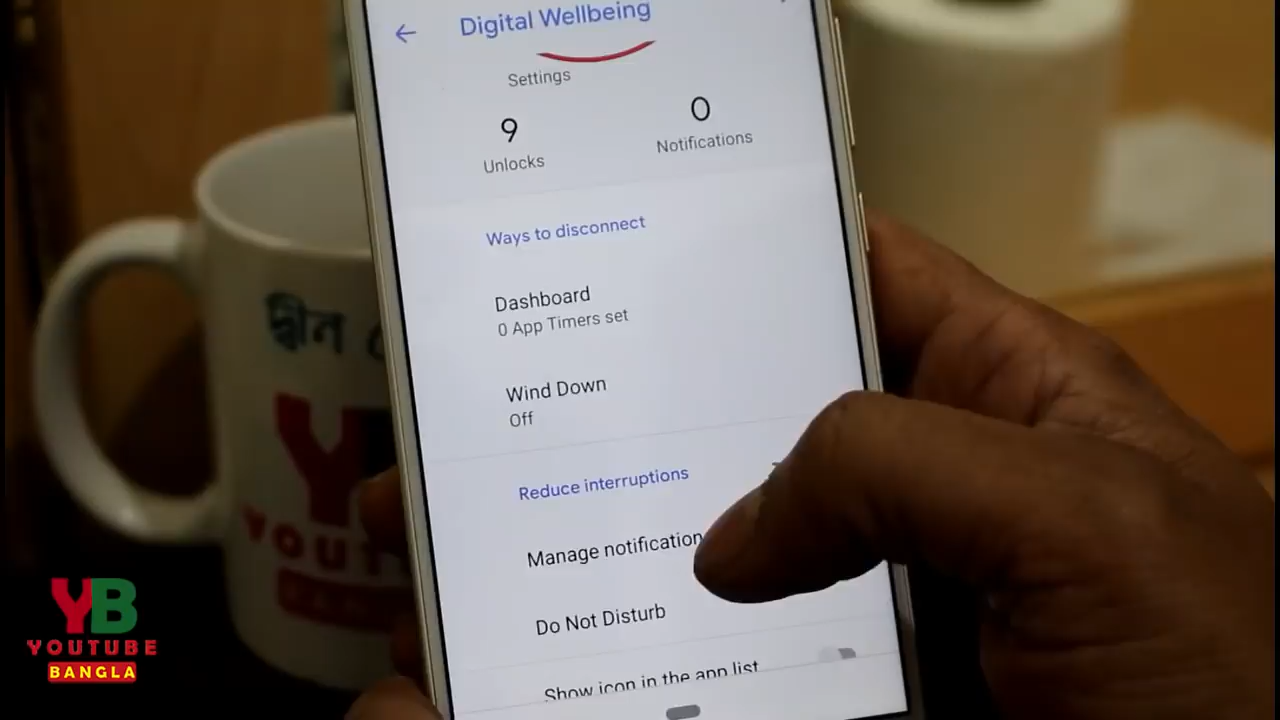 Digital Wellbeing
Settings
9
0
Unlocks
Notifications
Ways to disconnect
Dashboard
0 App Timers set
Wind Down
Off
Reduce interruptions
Manage notification
Do Not Disturb
Show icon in the app list
দ্বীন
Y
YOUT
YB
YOUTUBE
BANGLA